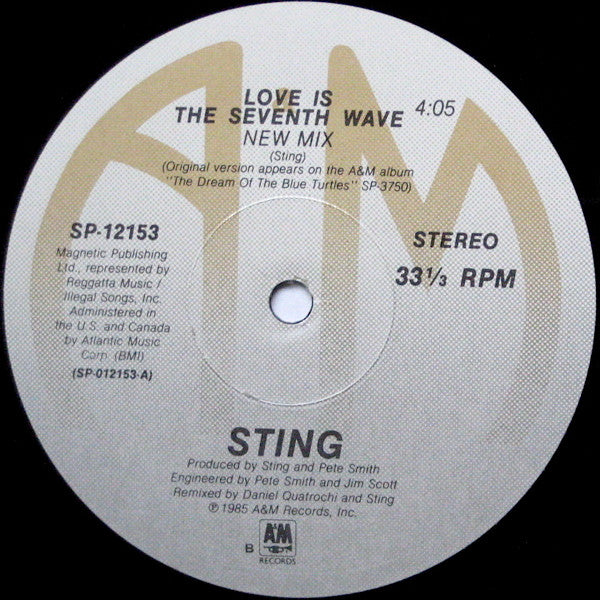 LOVE IS
THE SEVENTH WAVE 4:05
NEW MIX
(Sting)
(Original version appears on the A&M album
"The Dream Of The Blue Turtles" SP-3750)
SP-12153
Magnetic Publishing
Ltd., represented by
Reggatta Music /
Illegal Songs, Inc.
Administered in
the U.S. and Canada
by Atlantic Music
Corp. (BMI)
(SP-012153-A)
STEREO
33 1/3 RPM
STING
Produced by Sting and Pete Smith
Engineered by Pete Smith and Jim Scott
Remixed by Daniel Quatrochi and Sting
℗ 1985 A&M Records, Inc.
B
A&M
RECORDS